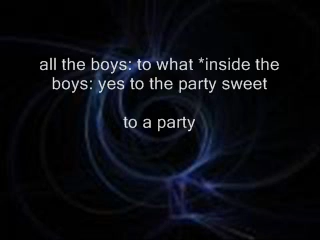 all the boys: to what *inside the
boys: yes to the party sweet
to a party